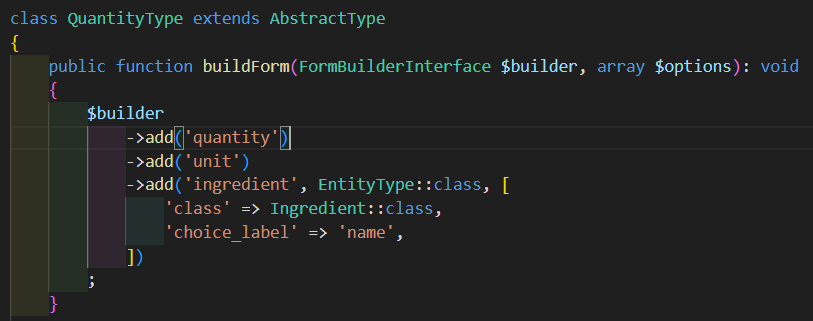 class QuantityType extends AbstractType
{
    public function buildForm(FormBuilderInterface $builder, array $options): void
    {
        $builder
            ->add('quantity')
            ->add('unit')
            ->add('ingredient', EntityType::class, [
                'class' => Ingredient::class,
                'choice_label' => 'name',
            ])
        ;
    }